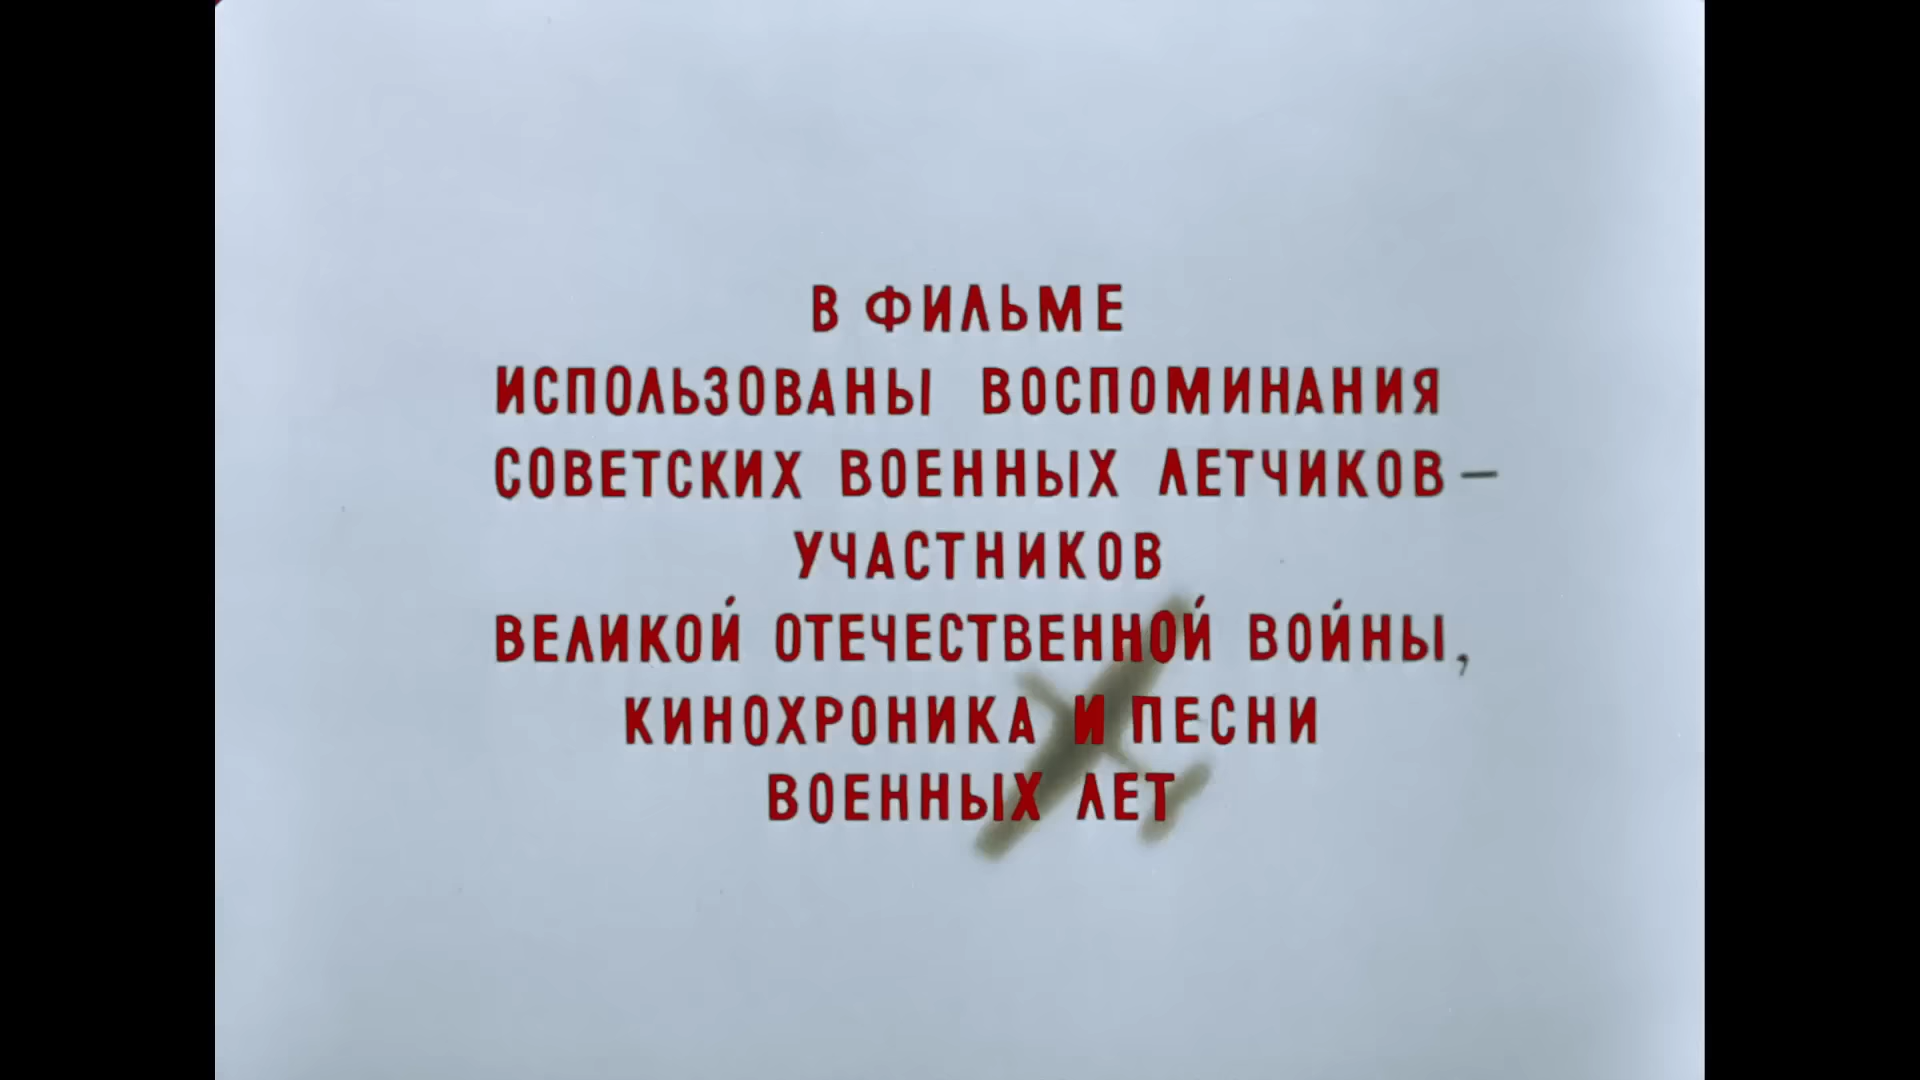 В ФИЛЬМЕ
ИСПОЛЬЗОВАНЫ ВОСПОМИНАНИЯ
СОВЕТСКИХ ВОЕННЫХ ЛЕТЧИКОВ —
УЧАСТНИКОВ
ВЕЛИКОЙ ОТЕЧЕСТВЕННОЙ ВОЙНЫ,
КИНОХРОНИКА И ПЕСНИ
ВОЕННЫХ ЛЕТ